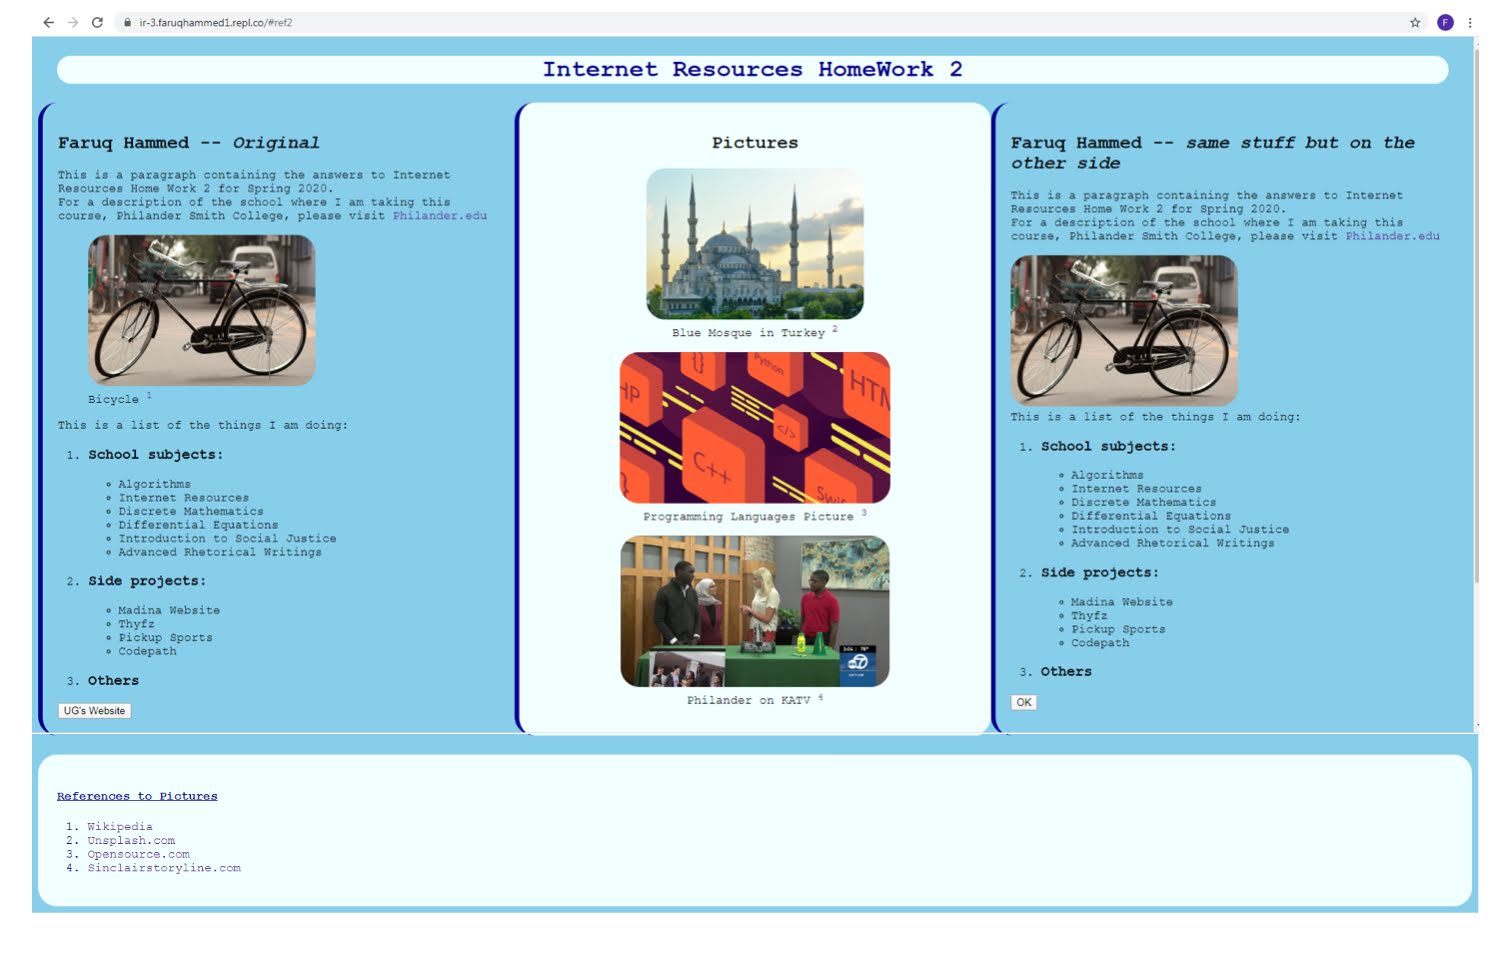 ir-3.faruqhammed1.repl.co/#ref2
F
Internet Resources HomeWork 2
Faruq Hammed -- Original
This is a paragraph containing the answers to Internet
Resources Home Work 2 for Spring 2020.
For a description of the school where I am taking this
course, Philander Smith College, please visit Philander.edu
Bicycle 1
This is a list of the things I am doing:
1. School subjects:
Algorithms
Internet Resources
Discrete Mathematics
Differential Equations
Introduction to Social Justice
Advanced Rhetorical Writings
2. Side projects:
Madina Website
Thyfz
Pickup Sports
Codepath
3. Others
UG's Website
Pictures
Blue Mosque in Turkey 2
{}
Python
HTM
HP
</>
C++
{}
Swif
Programming Languages Picture 3
Philander on KATV 4
Faruq Hammed -- same stuff but on the
other side
This is a paragraph containing the answers to Internet
Resources Home Work 2 for Spring 2020.
For a description of the school where I am taking this
course, Philander Smith College, please visit Philander.edu
This is a list of the things I am doing:
1. School subjects:
Algorithms
Internet Resources
Discrete Mathematics
Differential Equations
Introduction to Social Justice
Advanced Rhetorical Writings
2. Side projects:
Madina Website
Thyfz
Pickup Sports
Codepath
3. Others
OK
References to Pictures
1. Wikipedia
2. Unsplash.com
3. Opensource.com
4. Sinclairstoryline.com